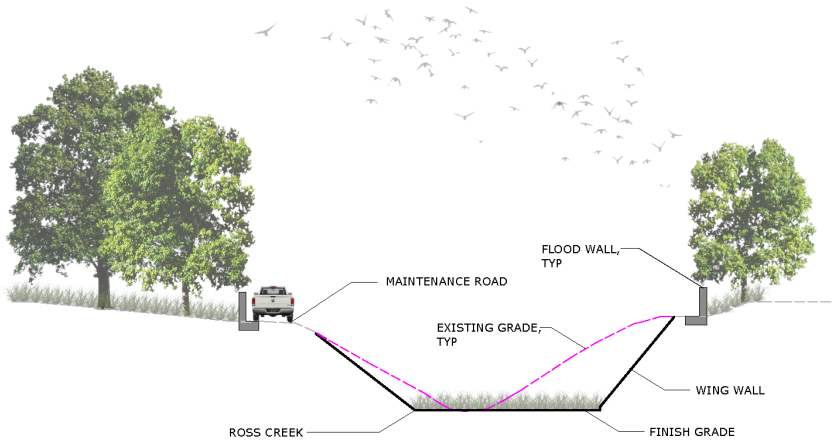 FLOOD WALL,
TYP
MAINTENANCE ROAD
EXISTING GRADE,
TYP
WING WALL
ROSS CREEK
FINISH GRADE